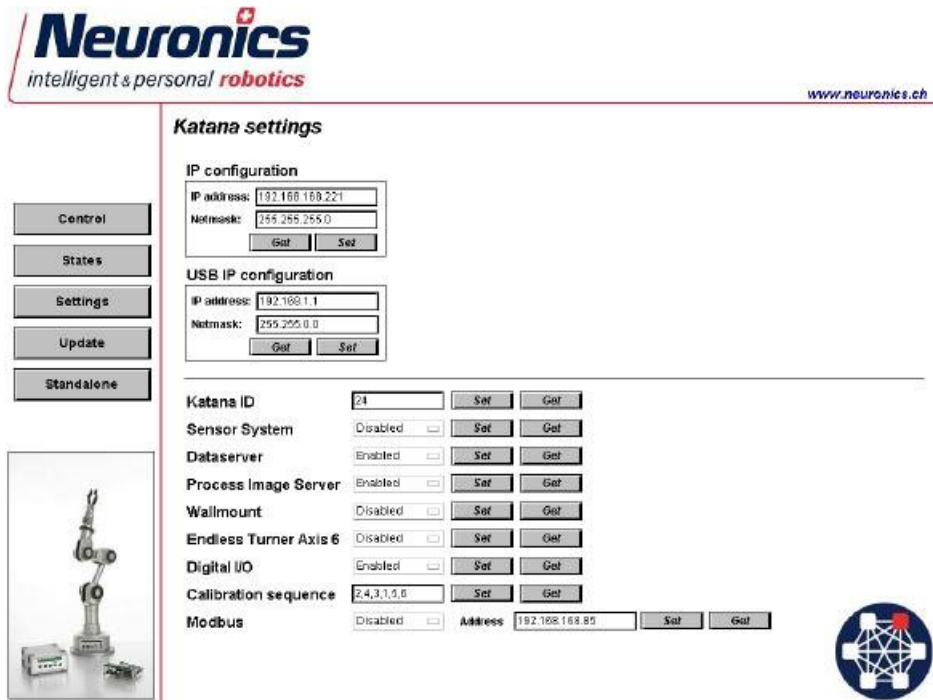 Neuronics
intelligent & personal robotics
www.neuronics.ch
Katana settings
Control
States
Settings
Update
Standalone
IP configuration
IP address: 192.168.168.221
Netmask: 255.255.255.0
Get Set
USB IP configuration
IP address: 192.168.1.1
Netmask: 255.255.0.0
Get Set
Katana ID 24 Set Get
Sensor System Disabled Set Get
Dataserver Enabled Set Get
Process Image Server Enabled Set Get
Wallmount Disabled Set Get
Endless Turner Axis 6 Disabled Set Get
Digital I/O Enabled Set Get
Calibration sequence 2,4,3,1,5,6 Set Get
Modbus Disabled Address 192.168.168.85 Set Get